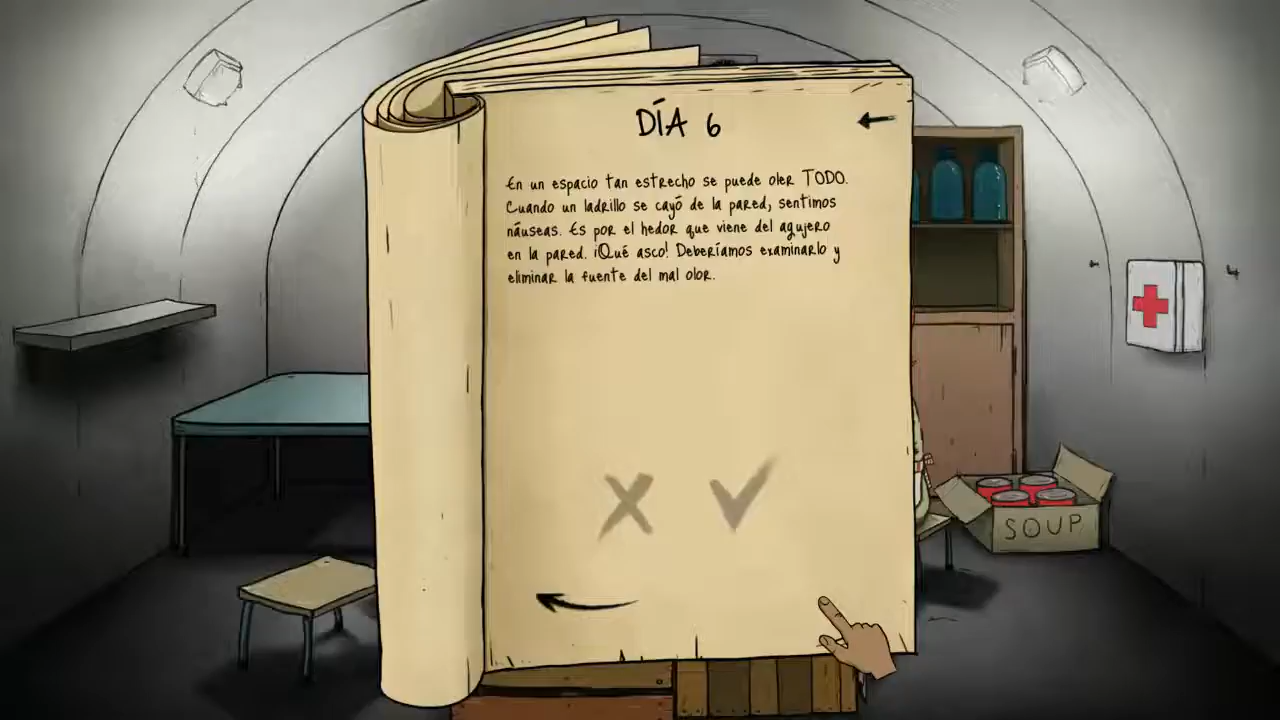 DÍA 6
En un espacio tan estrecho se puede oler TODO.
Cuando un ladrillo se cayó de la pared, sentimos
náuseas. Es por el hedor que viene del agujero
en la pared. ¡Qué asco! Deberíamos examinarlo y
eliminar la fuente del mal olor.
SOUP